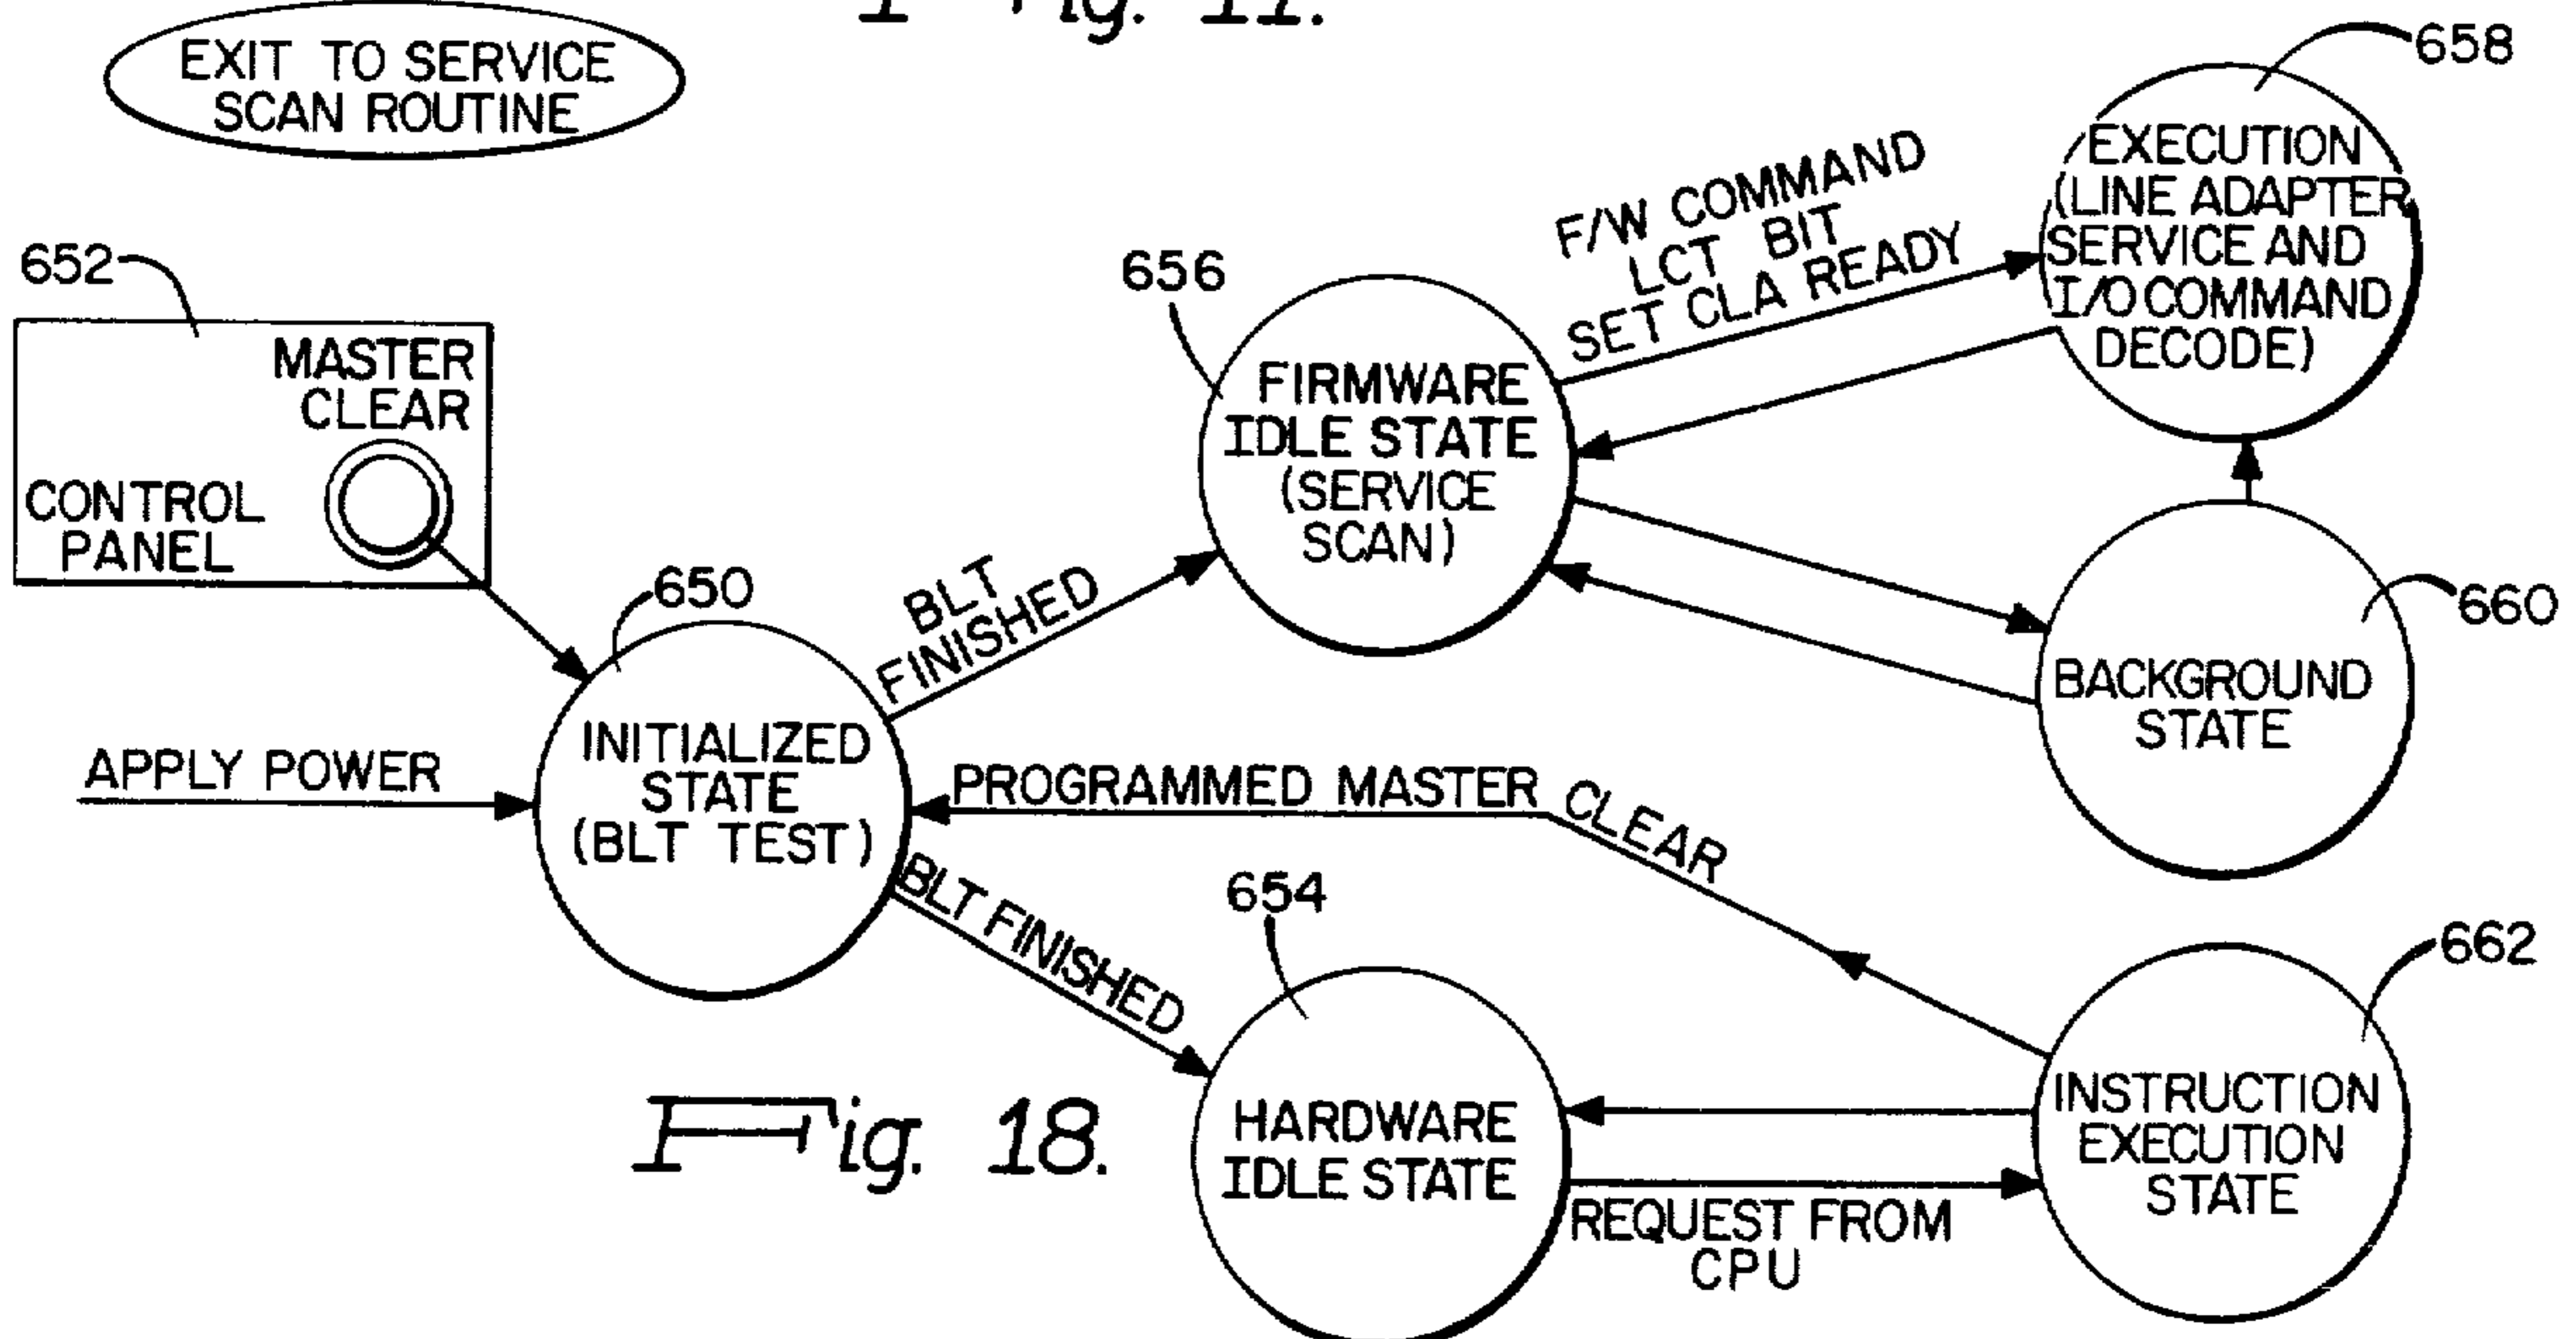 Fig. 11.
EXIT TO SERVICE
SCAN ROUTINE
658
EXECUTION
(LINE ADAPTER
SERVICE AND
I/O COMMAND
DECODE)
F/W COMMAND
LCT BIT
SET CLA READY
652
MASTER
CLEAR
CONTROL
PANEL
656
FIRMWARE
IDLE STATE
(SERVICE
SCAN)
BLT
FINISHED
650
INITIALIZED
STATE
(BLT TEST)
APPLY POWER
660
BACKGROUND
STATE
PROGRAMMED MASTER CLEAR
BLT FINISHED
654
HARDWARE
IDLE STATE
662
INSTRUCTION
EXECUTION
STATE
REQUEST FROM
CPU
Fig. 18.